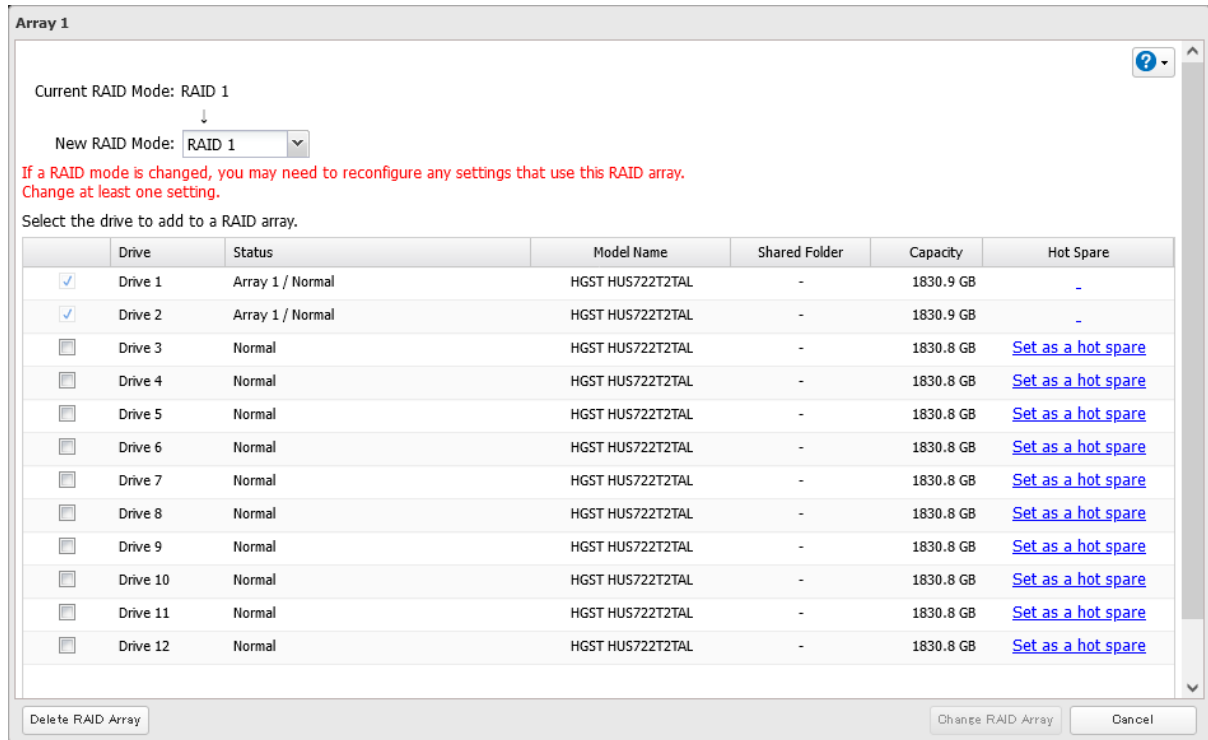 Array 1
Current RAID Mode: RAID 1
↓
New RAID Mode: RAID 1
If a RAID mode is changed, you may need to reconfigure any settings that use this RAID array.
Change at least one setting.
Select the drive to add to a RAID array.
Drive Status Model Name Shared Folder Capacity Hot Spare
Drive 1 Array 1 / Normal HGST HUS722T2TAL - 1830.9 GB -
Drive 2 Array 1 / Normal HGST HUS722T2TAL - 1830.9 GB -
Drive 3 Normal HGST HUS722T2TAL - 1830.8 GB Set as a hot spare
Drive 4 Normal HGST HUS722T2TAL - 1830.8 GB Set as a hot spare
Drive 5 Normal HGST HUS722T2TAL - 1830.8 GB Set as a hot spare
Drive 6 Normal HGST HUS722T2TAL - 1830.8 GB Set as a hot spare
Drive 7 Normal HGST HUS722T2TAL - 1830.8 GB Set as a hot spare
Drive 8 Normal HGST HUS722T2TAL - 1830.8 GB Set as a hot spare
Drive 9 Normal HGST HUS722T2TAL - 1830.8 GB Set as a hot spare
Drive 10 Normal HGST HUS722T2TAL - 1830.8 GB Set as a hot spare
Drive 11 Normal HGST HUS722T2TAL - 1830.8 GB Set as a hot spare
Drive 12 Normal HGST HUS722T2TAL - 1830.8 GB Set as a hot spare
Delete RAID Array Change RAID Array Cancel